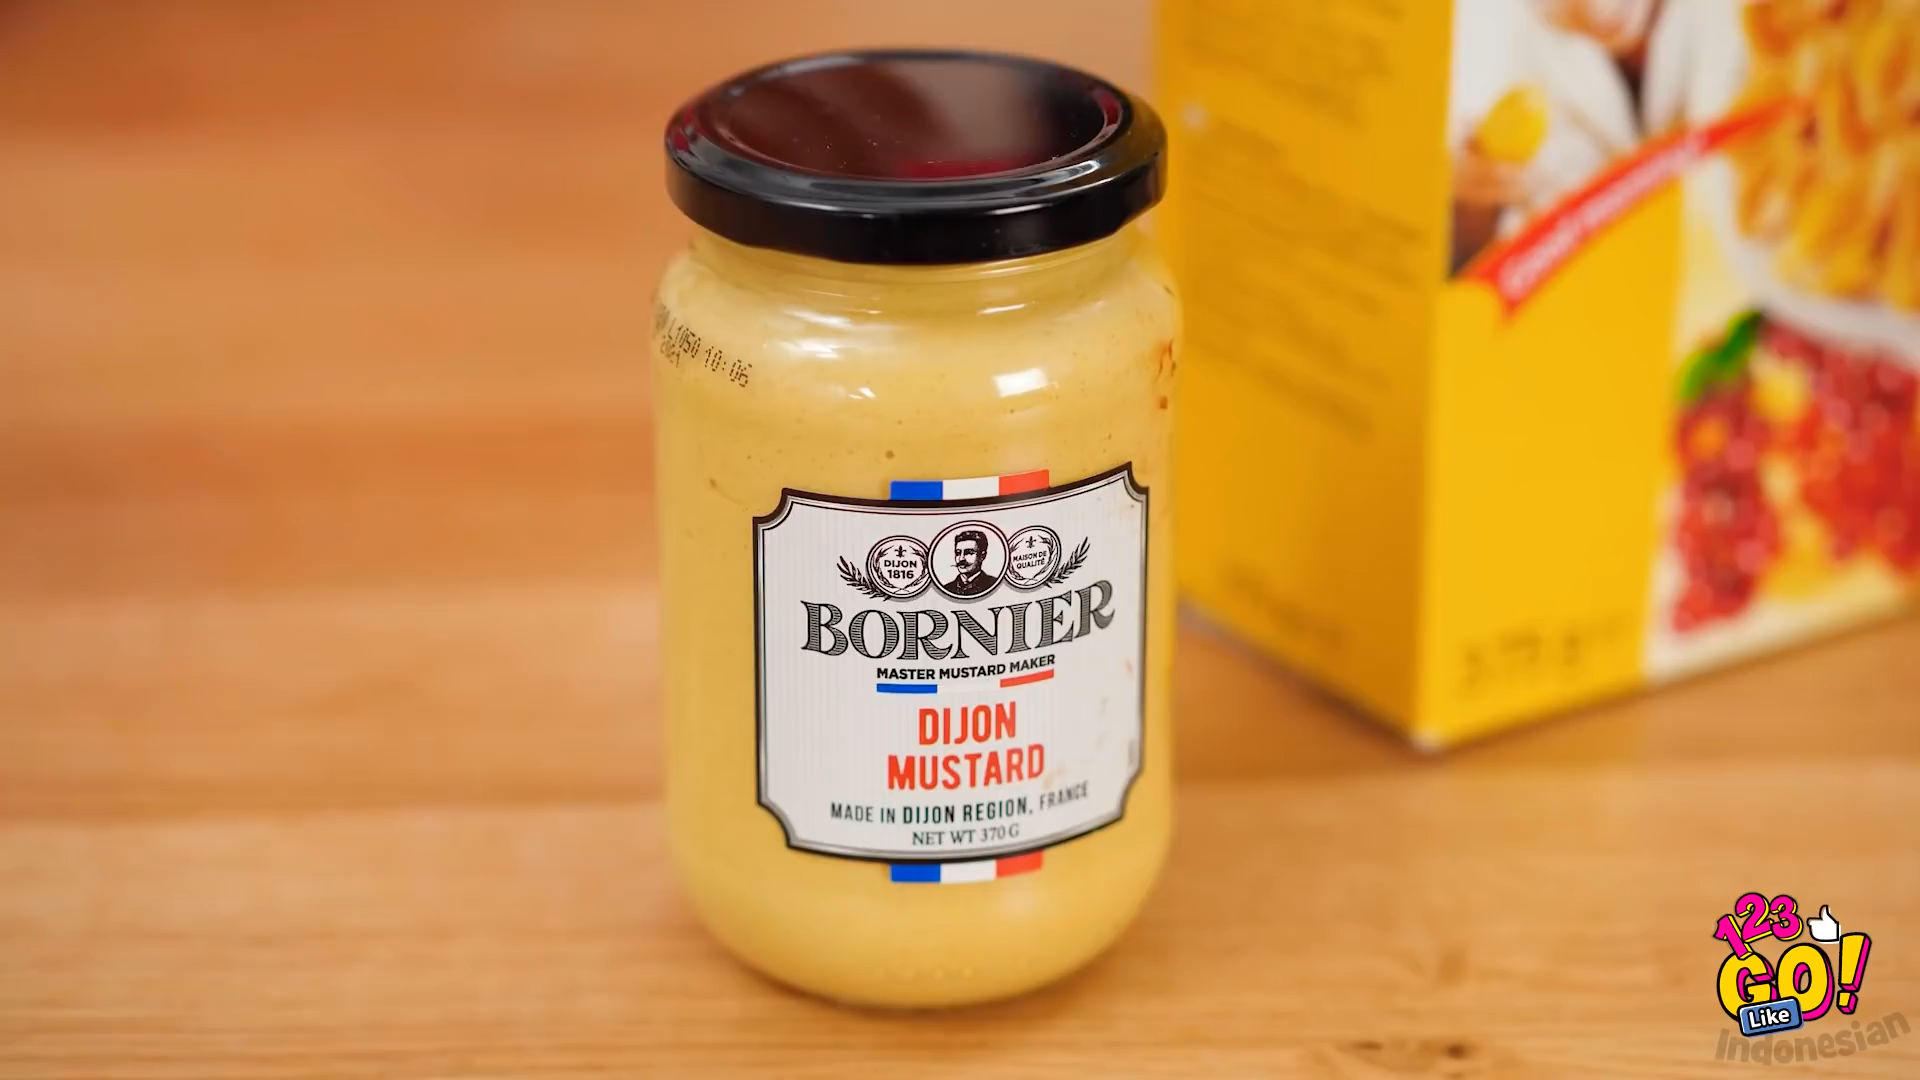 L1050 10:06
DIJON
1816
MAISON DE
QUALITÉ
BORNIER
MASTER MUSTARD MAKER
DIJON
MUSTARD
MADE IN DIJON REGION, FRANCE
NET WT 370 G
123
GO!
Like
Indonesian